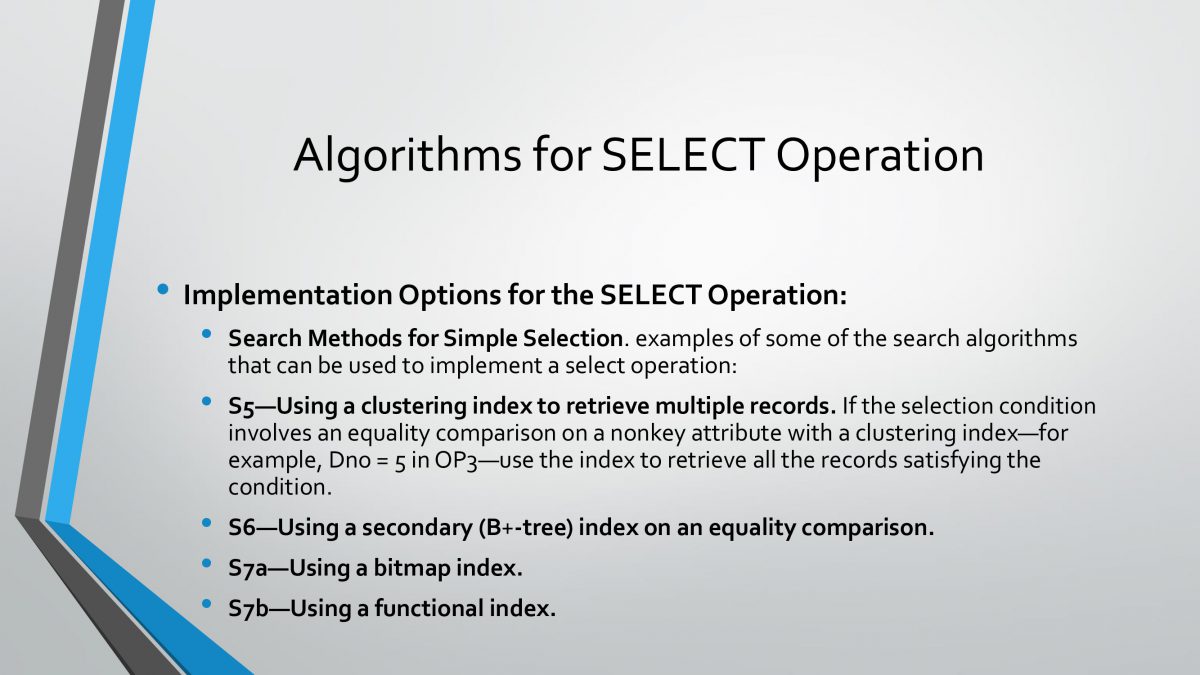 Algorithms for SELECT Operation
• Implementation Options for the SELECT Operation:
• Search Methods for Simple Selection. examples of some of the search algorithms
that can be used to implement a select operation:
• S5—Using a clustering index to retrieve multiple records. If the selection condition
involves an equality comparison on a nonkey attribute with a clustering index—for
example, Dno = 5 in OP3—use the index to retrieve all the records satisfying the
condition.
• S6—Using a secondary (B+-tree) index on an equality comparison.
• S7a—Using a bitmap index.
• S7b—Using a functional index.